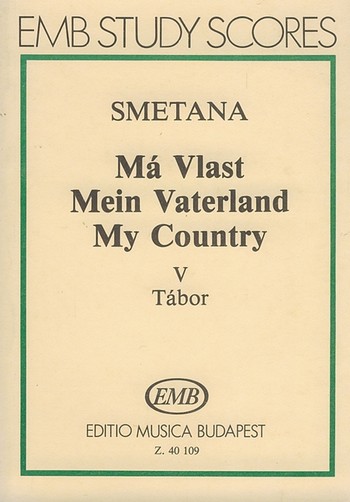 EMB STUDY SCORES
SMETANA
Má Vlast
Mein Vaterland
My Country
V
Tábor
EMB
EDITIO MUSICA BUDAPEST
Z. 40 109